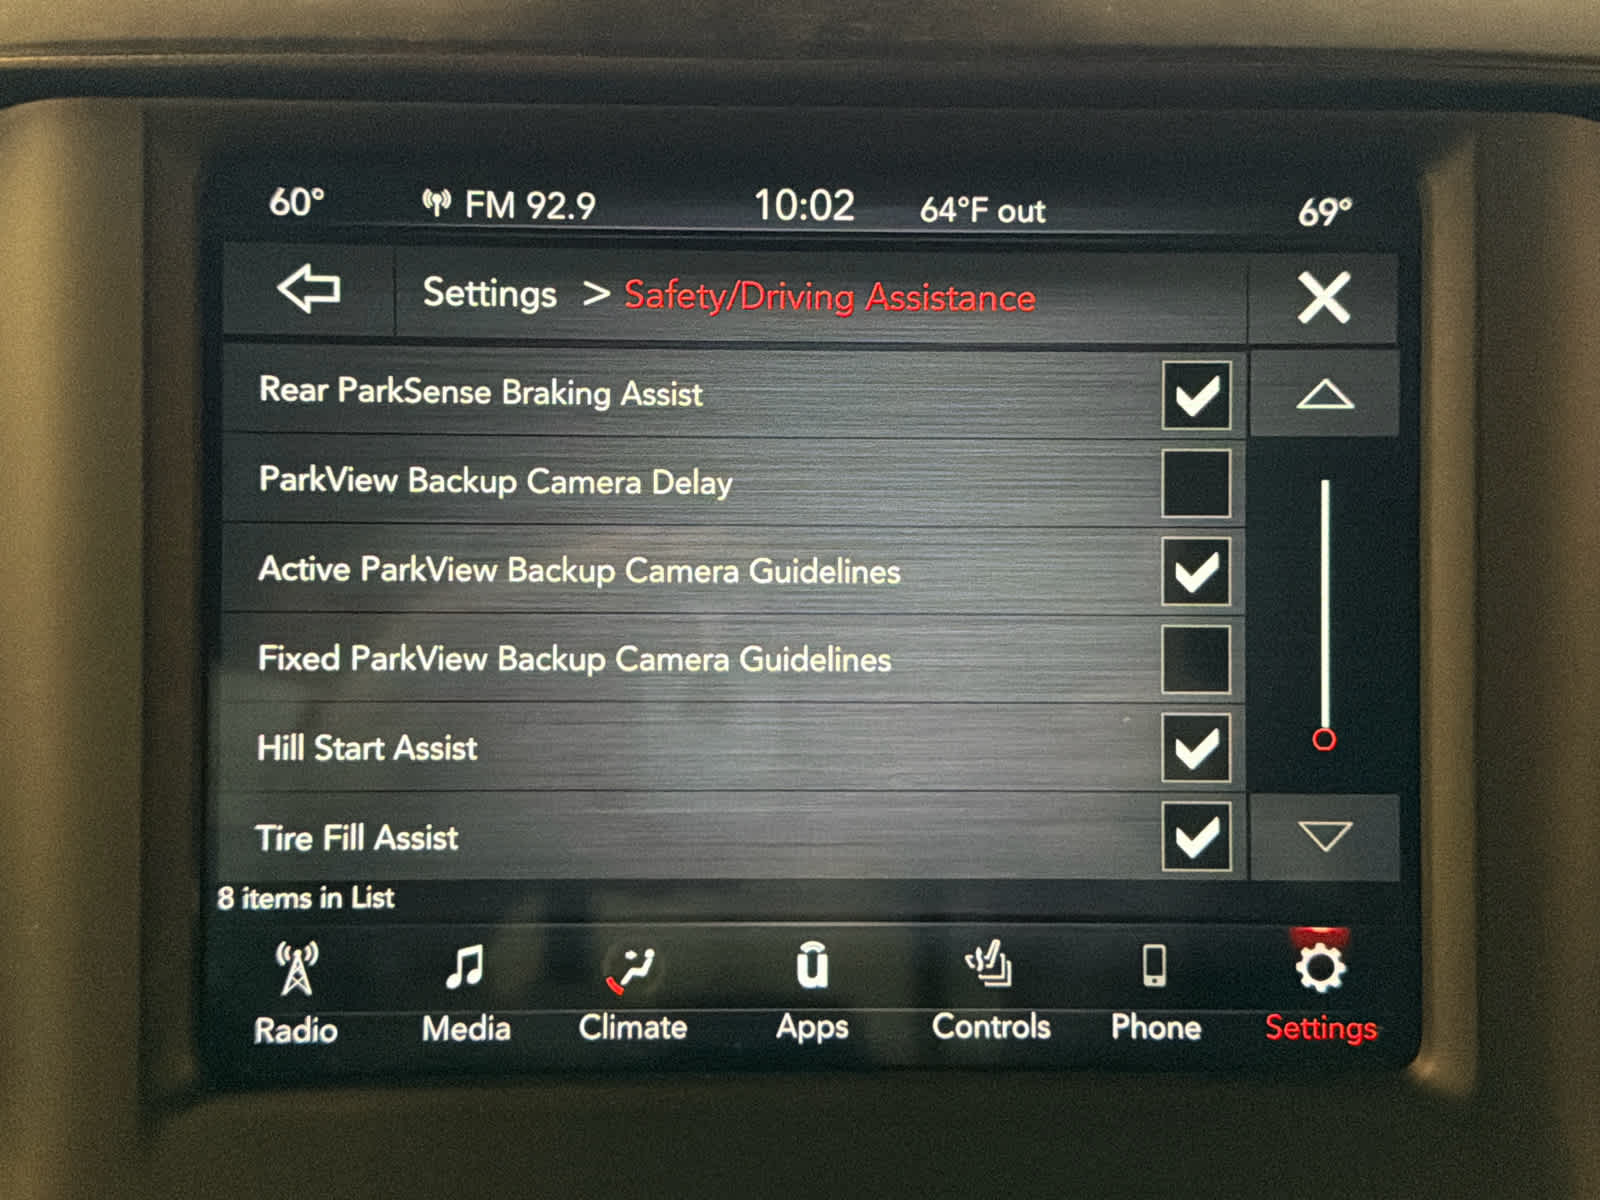 60° FM 92.9 10:02 64°F out 69°
Settings > Safety/Driving Assistance
Rear ParkSense Braking Assist
ParkView Backup Camera Delay
Active ParkView Backup Camera Guidelines
Fixed ParkView Backup Camera Guidelines
Hill Start Assist
Tire Fill Assist
8 items in List
Radio Media Climate Apps Controls Phone Settings